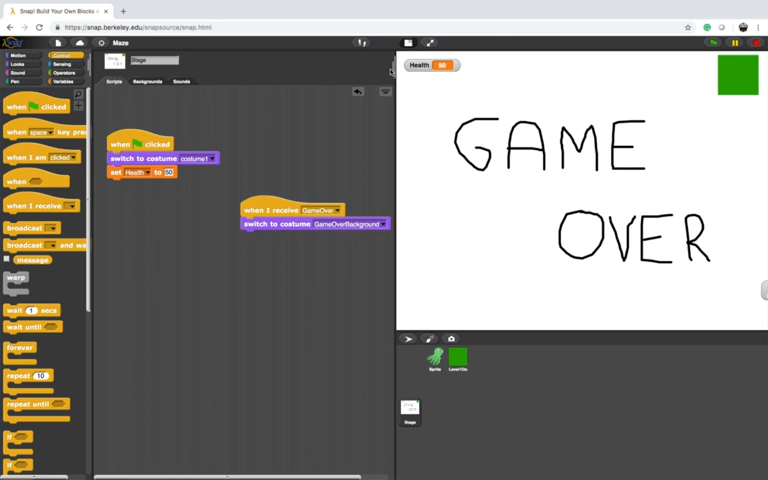 Snap! Build Your Own Blocks
https://snap.berkeley.edu/snapsource/snap.html
Maze
Motion Control
Looks Sensing
Sound Operators
Pen Variables
Stage
Scripts Backgrounds Sounds
when clicked
when space key pre
when I am clicked
when
when I receive
broadcast
broadcast and wa
message
warp
wait 1 secs
wait until
forever
repeat 10
repeat until
if
if
when clicked
switch to costume costume1
set Health to 50
when I receive GameOver
switch to costume GameOverBackground
Health 50
GAME
OVER
Sprite Level1Do
Stage